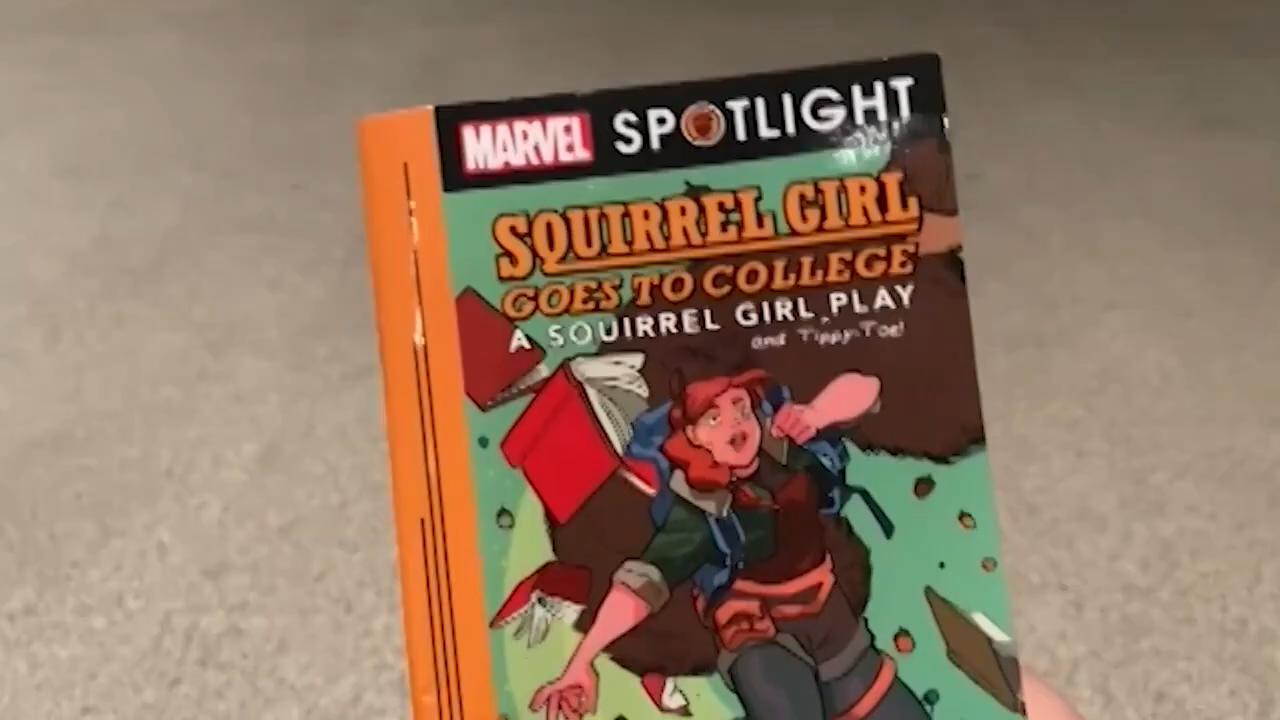 MARVEL SPOTLIGHT
SQUIRREL GIRL
GOES TO COLLEGE
A SQUIRREL GIRL ‸ PLAY
and Tippy-Toe!